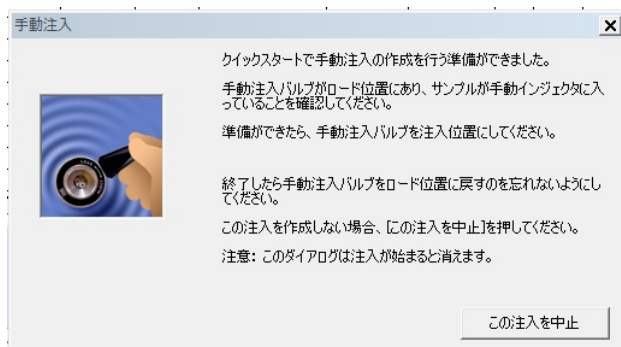 手動注入
クイックスタートで手動注入の作成を行う準備ができました。
手動注入バルブがロード位置にあり、サンプルが手動インジェクタに入
っていることを確認してください。
準備ができたら、手動注入バルブを注入位置にしてください。
終了したら手動注入バルブをロード位置に戻すのを忘れないようにし
てください。
この注入を作成しない場合、[この注入を中止]を押してください。
注意: このダイアログは注入が始まると消えます。
この注入を中止